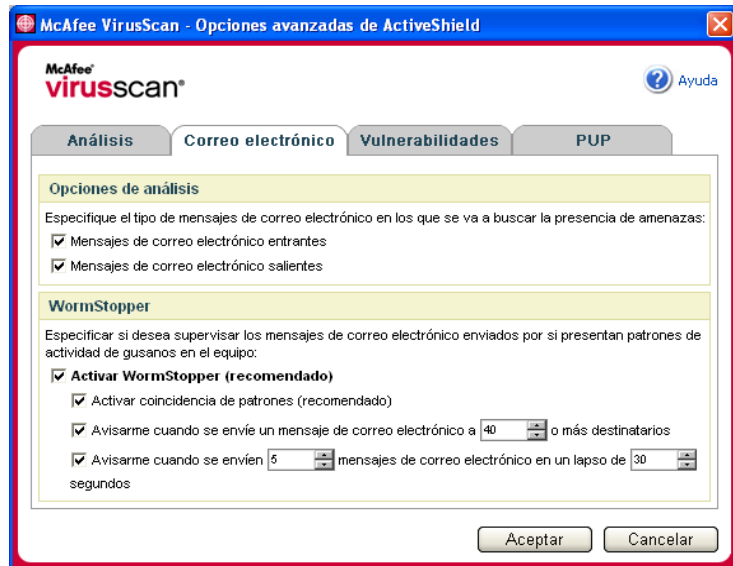 McAfee VirusScan - Opciones avanzadas de ActiveShield
McAfee®
virusscan®
? Ayuda
Análisis Correo electrónico Vulnerabilidades PUP
Opciones de análisis
Especifique el tipo de mensajes de correo electrónico en los que se va a buscar la presencia de amenazas:
Mensajes de correo electrónico entrantes
Mensajes de correo electrónico salientes
WormStopper
Especificar si desea supervisar los mensajes de correo electrónico enviados por si presentan patrones de
actividad de gusanos en el equipo:
Activar WormStopper (recomendado)
Activar coincidencia de patrones (recomendado)
Avisarme cuando se envíe un mensaje de correo electrónico a 40 o más destinatarios
Avisarme cuando se envíen 5 mensajes de correo electrónico en un lapso de 30
segundos
Aceptar Cancelar